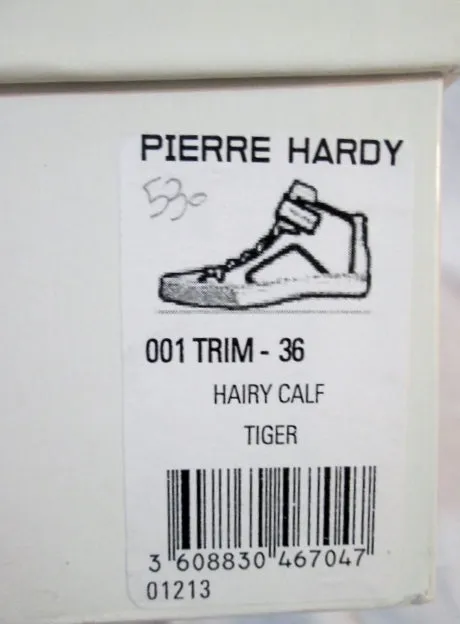 PIERRE HARDY
530
001 TRIM - 36
HAIRY CALF
TIGER
3 608830 467047
01213